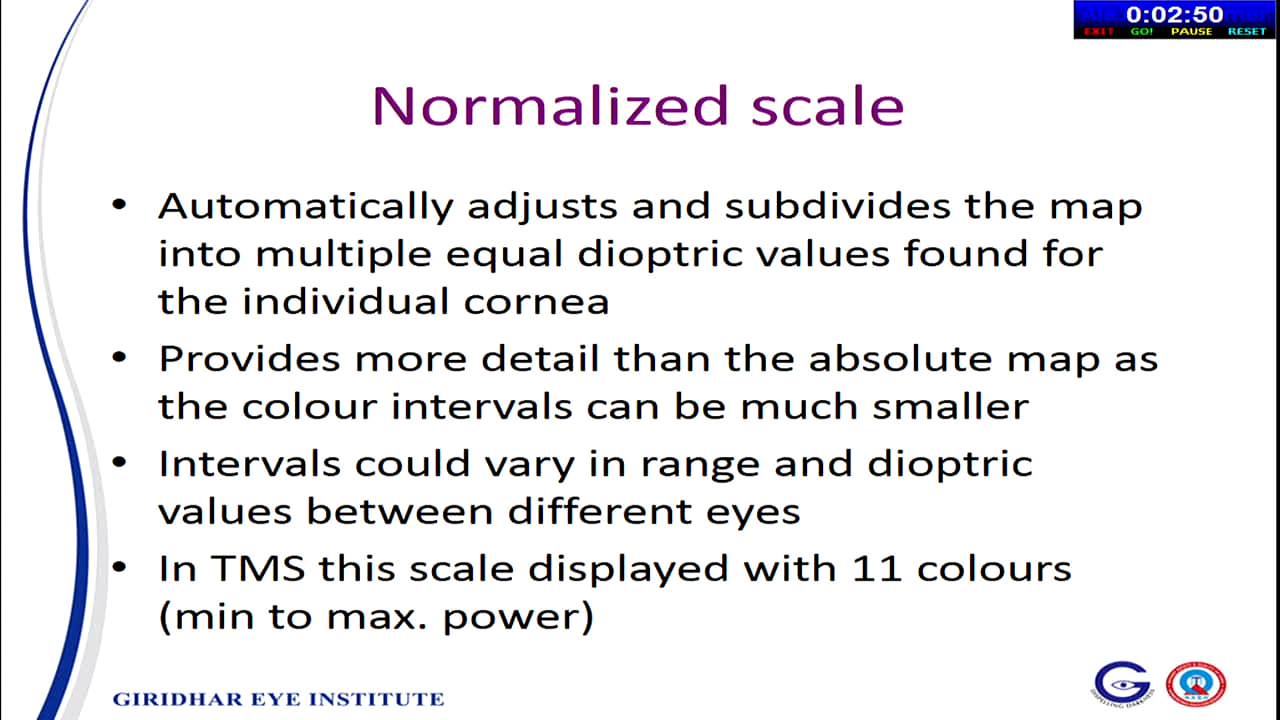 0:02:50
EXIT GO! PAUSE RESET
Normalized scale
• Automatically adjusts and subdivides the map
into multiple equal dioptric values found for
the individual cornea
• Provides more detail than the absolute map as
the colour intervals can be much smaller
• Intervals could vary in range and dioptric
values between different eyes
• In TMS this scale displayed with 11 colours
(min to max. power)
GIRIDHAR EYE INSTITUTE
DISPELLING DARKNESS